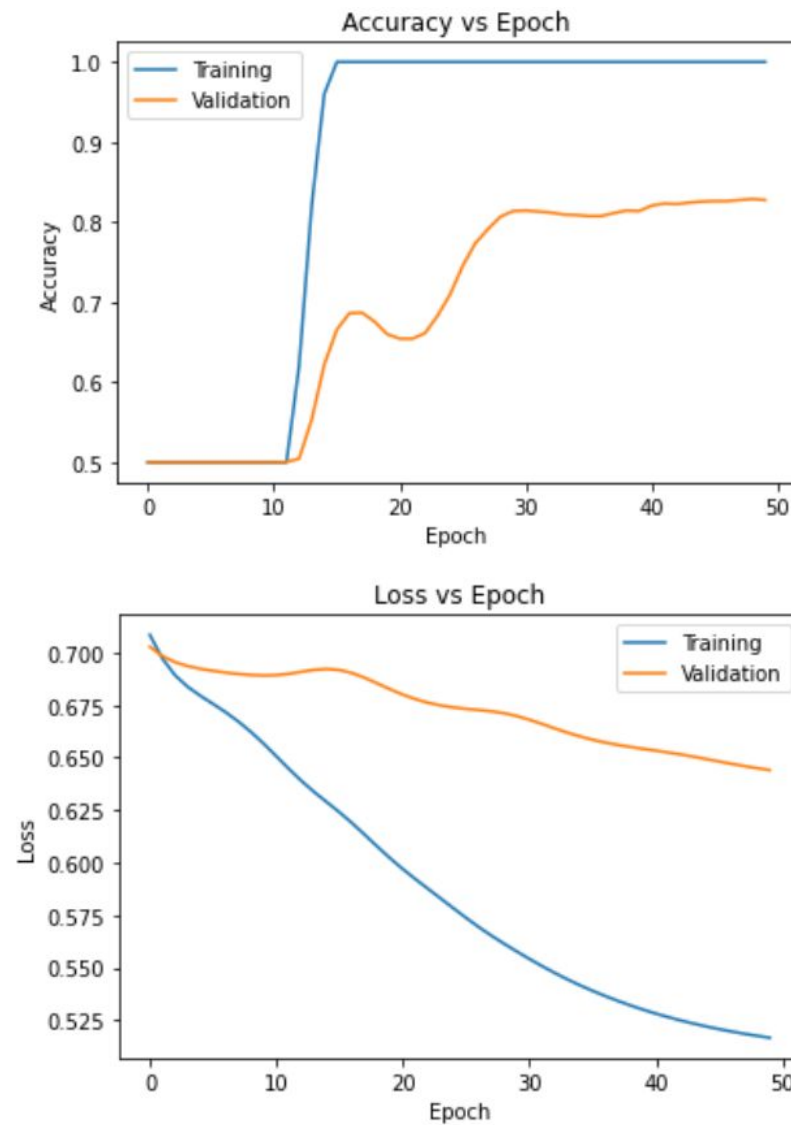 Accuracy vs Epoch
Training
Validation
1.0
0.9
0.8
0.7
0.6
0.5
Accuracy
0 10 20 30 40 50
Epoch
Loss vs Epoch
Training
Validation
0.700
0.675
0.650
0.625
0.600
0.575
0.550
0.525
Loss
0 10 20 30 40 50
Epoch